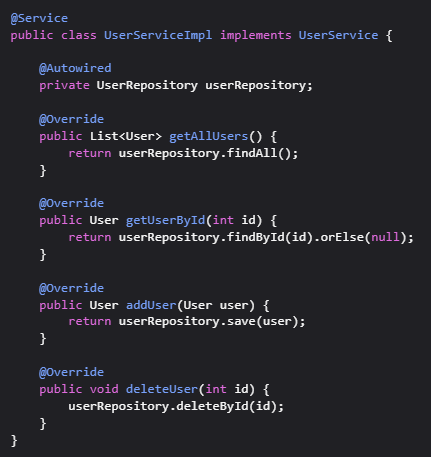 @Service
public class UserServiceImpl implements UserService {
@Autowired
private UserRepository userRepository;
@Override
public List<User> getAllUsers() {
return userRepository.findAll();
}
@Override
public User getUserById(int id) {
return userRepository.findById(id).orElse(null);
}
@Override
public User addUser(User user) {
return userRepository.save(user);
}
@Override
public void deleteUser(int id) {
userRepository.deleteById(id);
}
}